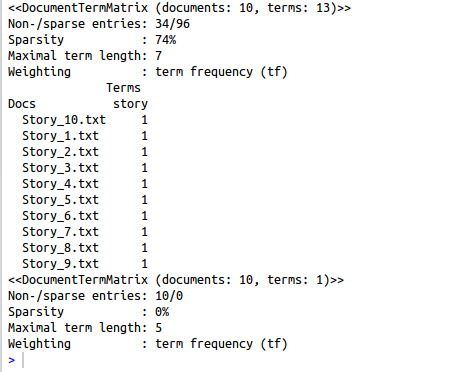 <<DocumentTermMatrix (documents: 10, terms: 13)>>
Non-/sparse entries: 34/96
Sparsity           : 74%
Maximal term length: 7
Weighting          : term frequency (tf)
              Terms
Docs           story
  Story_10.txt     1
  Story_1.txt      1
  Story_2.txt      1
  Story_3.txt      1
  Story_4.txt      1
  Story_5.txt      1
  Story_6.txt      1
  Story_7.txt      1
  Story_8.txt      1
  Story_9.txt      1
<<DocumentTermMatrix (documents: 10, terms: 1)>>
Non-/sparse entries: 10/0
Sparsity           : 0%
Maximal term length: 5
Weighting          : term frequency (tf)
>